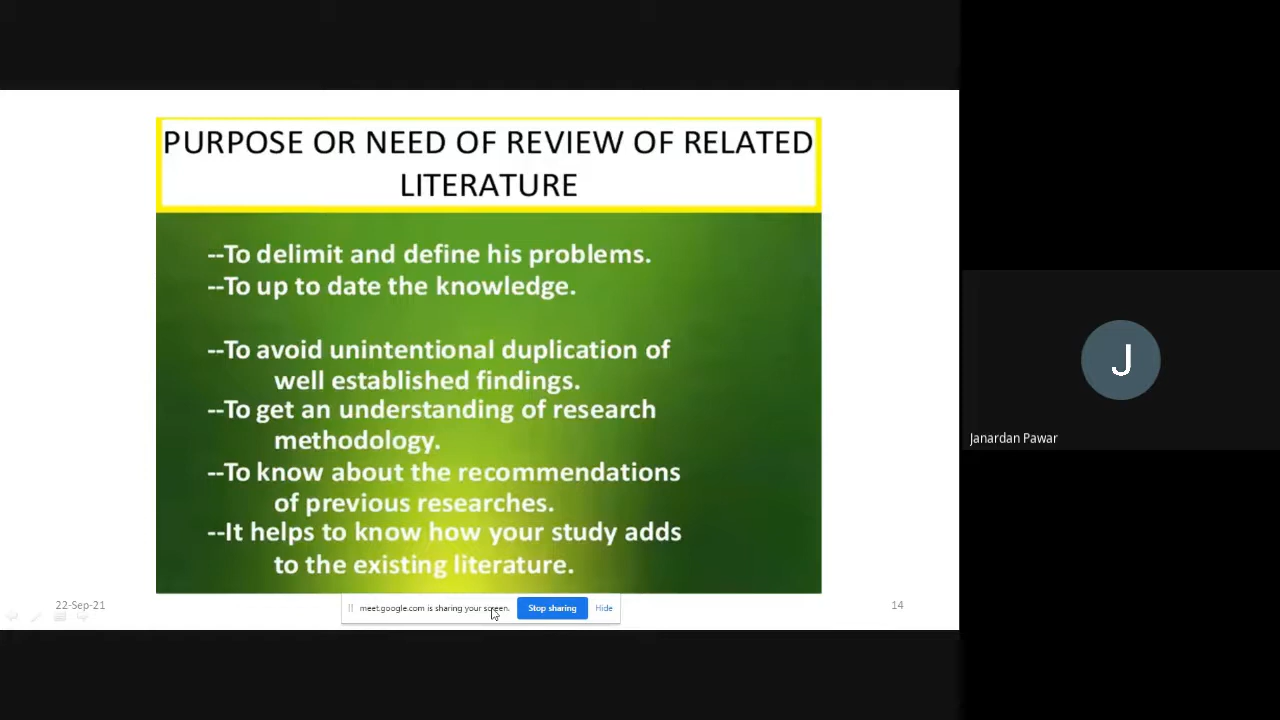 PURPOSE OR NEED OF REVIEW OF RELATED
LITERATURE
--To delimit and define his problems.
--To up to date the knowledge.
--To avoid unintentional duplication of
well established findings.
--To get an understanding of research
methodology.
--To know about the recommendations
of previous researches.
--It helps to know how your study adds
to the existing literature.
22-Sep-21
meet.google.com is sharing your screen.
Stop sharing
Hide
14
J
Janardan Pawar